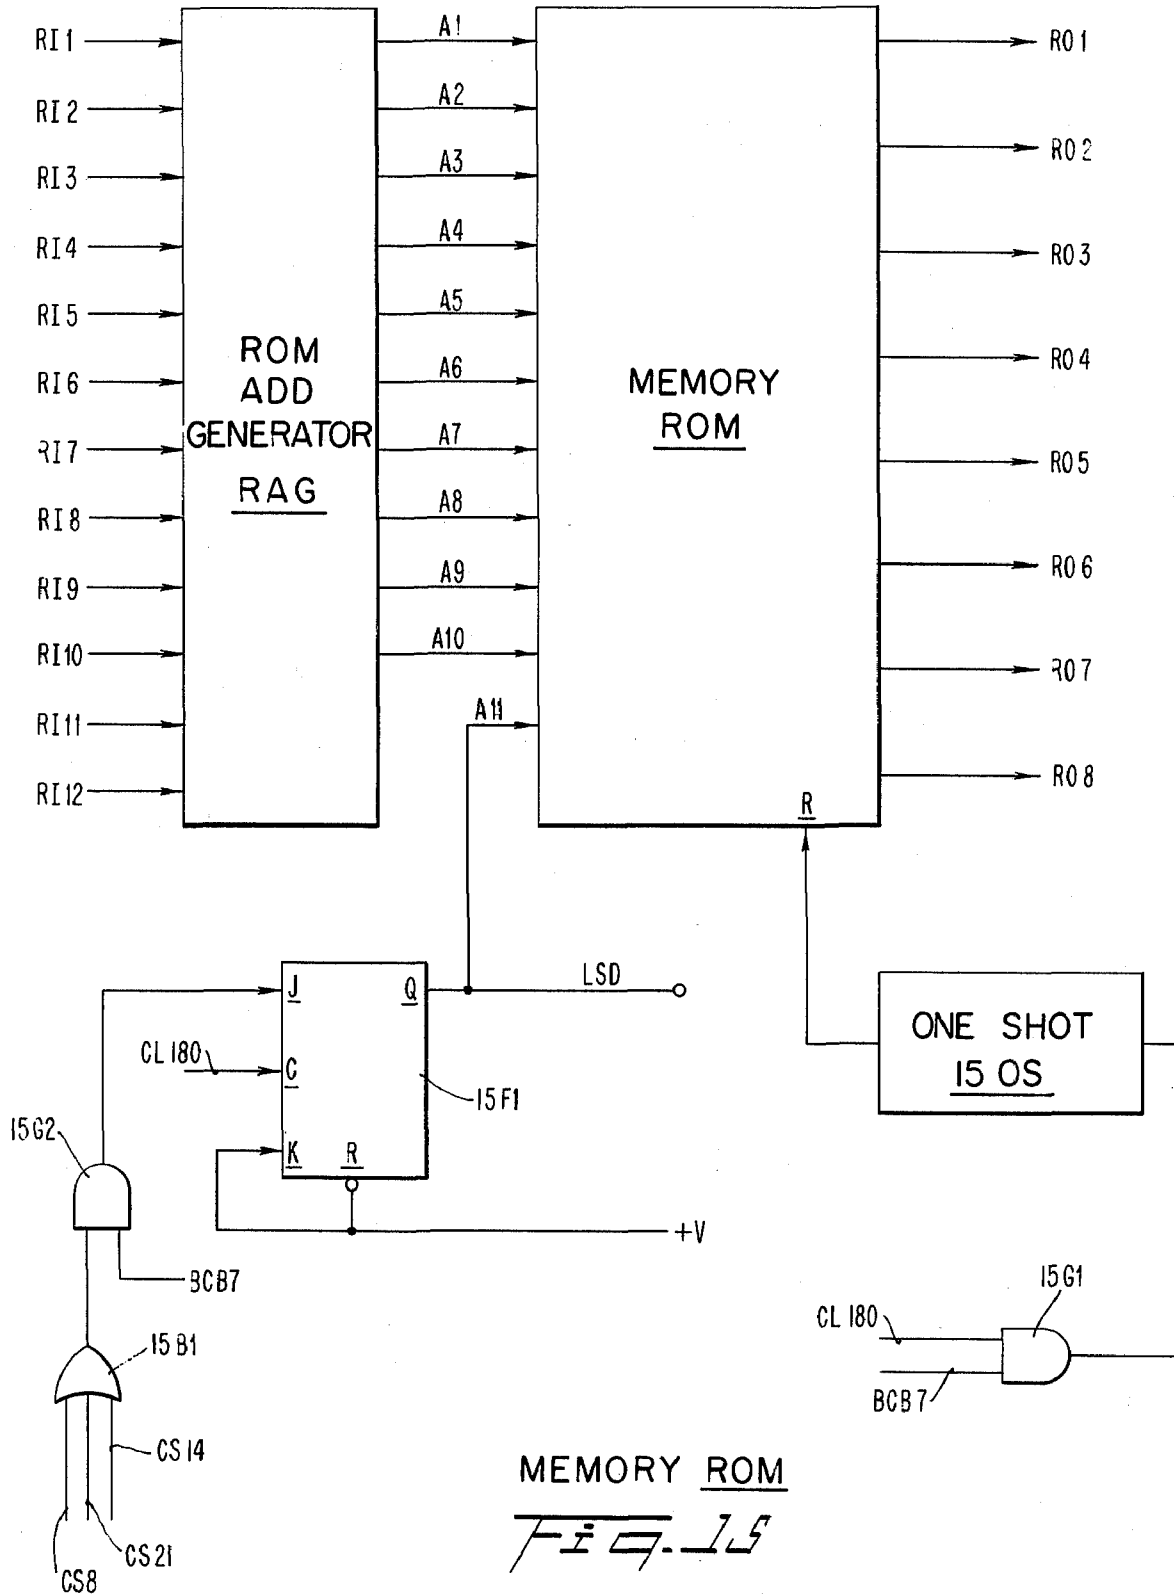 RI1
A1
RO1
RI2
A2
RO2
RI3
A3
RO3
RI4
A4
RO4
RI5
A5
RO5
RI6
A6
RO6
RI7
A7
RO7
RI8
A8
RO8
RI9
A9
RI10
A10
RI11
A11
RI12
ROM
ADD
GENERATOR
RAG
MEMORY
ROM
R
J
Q
LSD
CL180
C
15F1
K
R
+V
ONE SHOT
15 OS
15G2
BCB7
15B1
CS14
CS21
CS8
15G1
CL180
BCB7
MEMORY ROM
Fig. 15